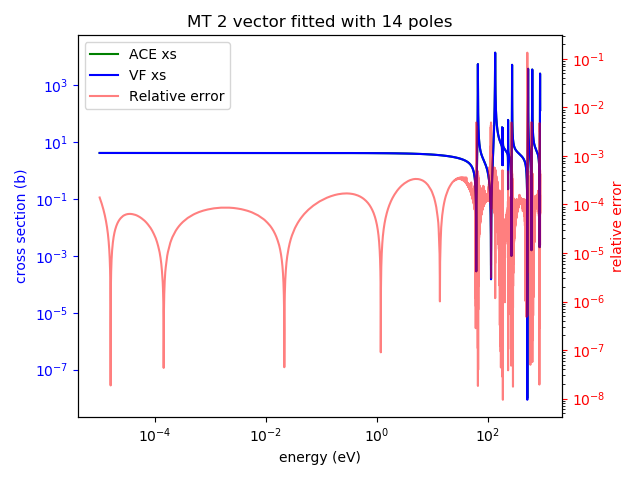 MT 2 vector fitted with 14 poles
ACE xs
VF xs
Relative error
cross section (b)
10^3
10^1
10^-1
10^-3
10^-5
10^-7
10^-1
10^-2
10^-3
10^-4
10^-5
10^-6
10^-7
10^-8
relative error
10^-4
10^-2
10^0
10^2
energy (eV)